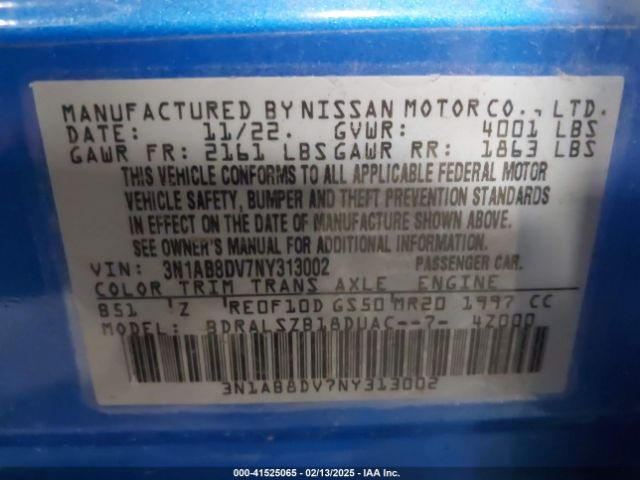 MANUFACTURED BY NISSAN MOTOR CO., LTD.
DATE: 11/22. GVWR: 4001 LBS
GAWR FR: 2161 LBS GAWR RR: 1863 LBS
THIS VEHICLE CONFORMS TO ALL APPLICABLE FEDERAL MOTOR
VEHICLE SAFETY, BUMPER AND THEFT PREVENTION STANDARDS
IN EFFECT ON THE DATE OF MANUFACTURE SHOWN ABOVE.
SEE OWNER'S MANUAL FOR ADDITIONAL INFORMATION.
VIN: 3N1AB8DV7NY313002 PASSENGER CAR.
COLOR TRIM TRANS AXLE ENGINE
B51 Z RE0F10D GS50 MR20 1997 CC
MODEL: BDRALSZB18DUAC--7- 4Z000
3N1AB8DV7NY313002
000-41525065 - 02/13/2025 - IAA Inc.